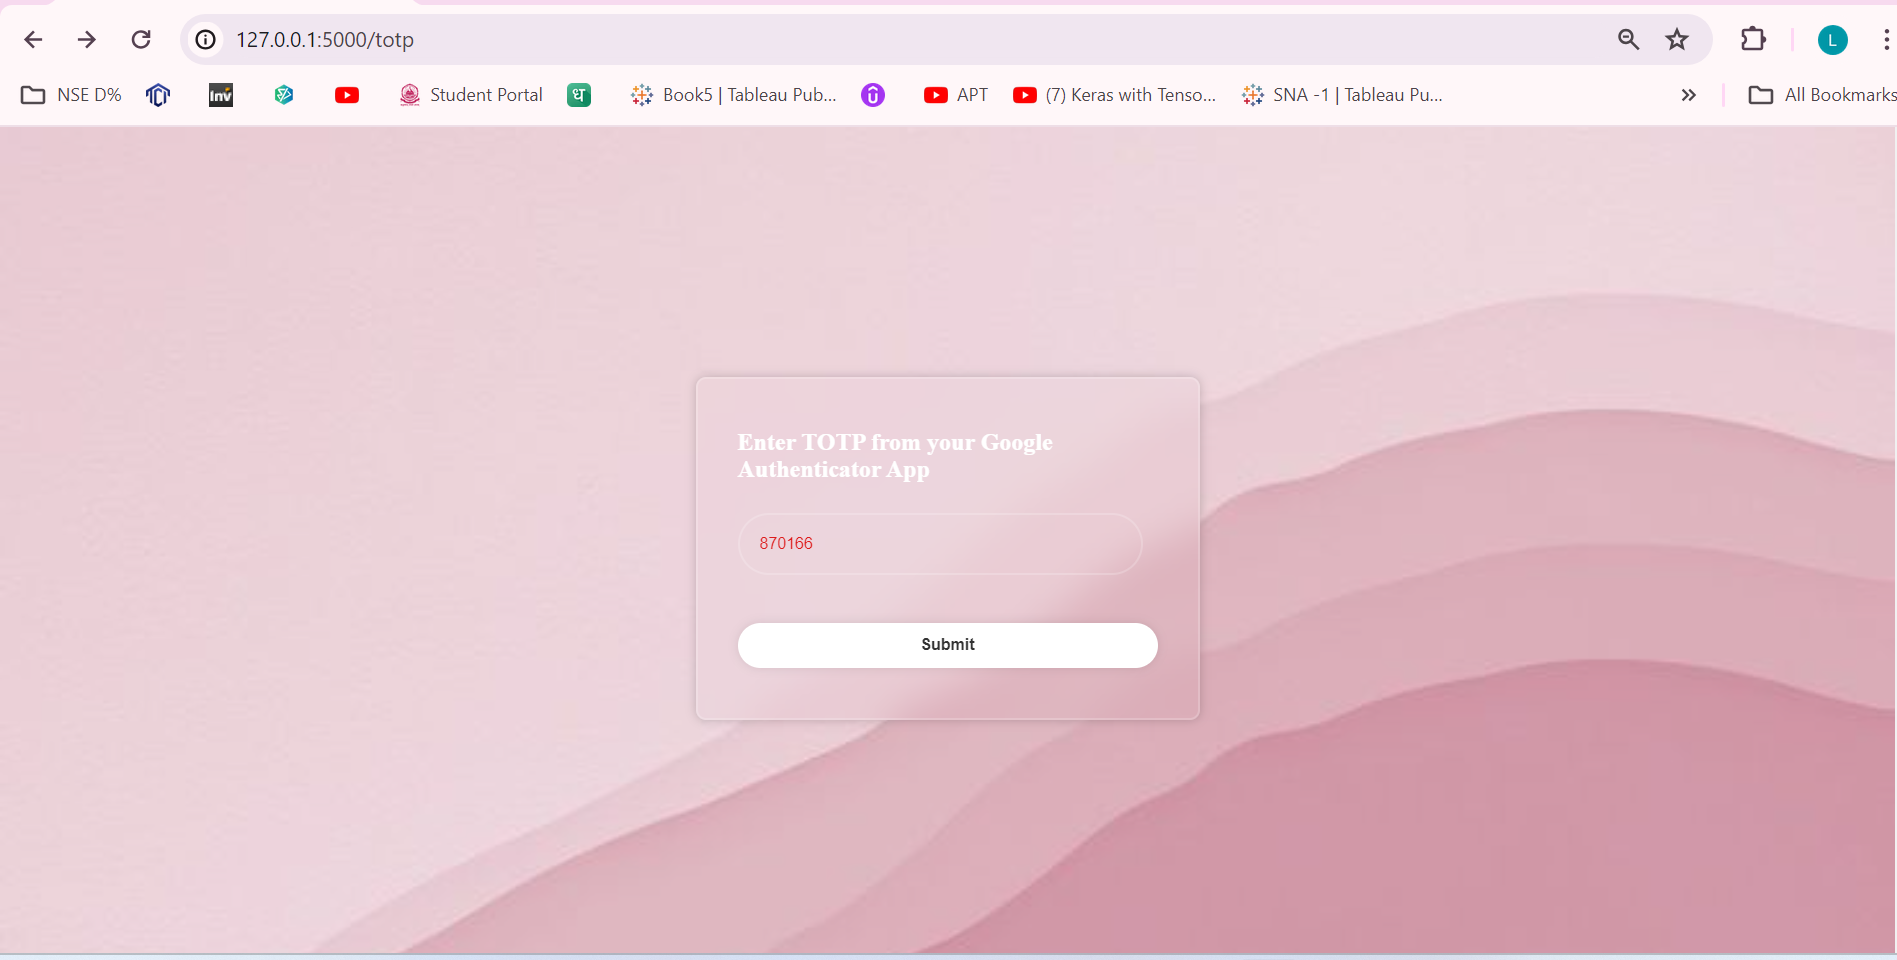 127.0.0.1:5000/totp
L
NSE D%
Inv
Student Portal
ध
Book5 | Tableau Pub...
APT
(7) Keras with Tenso...
SNA -1 | Tableau Pu...
All Bookmarks
Enter TOTP from your Google
Authenticator App
870166
Submit